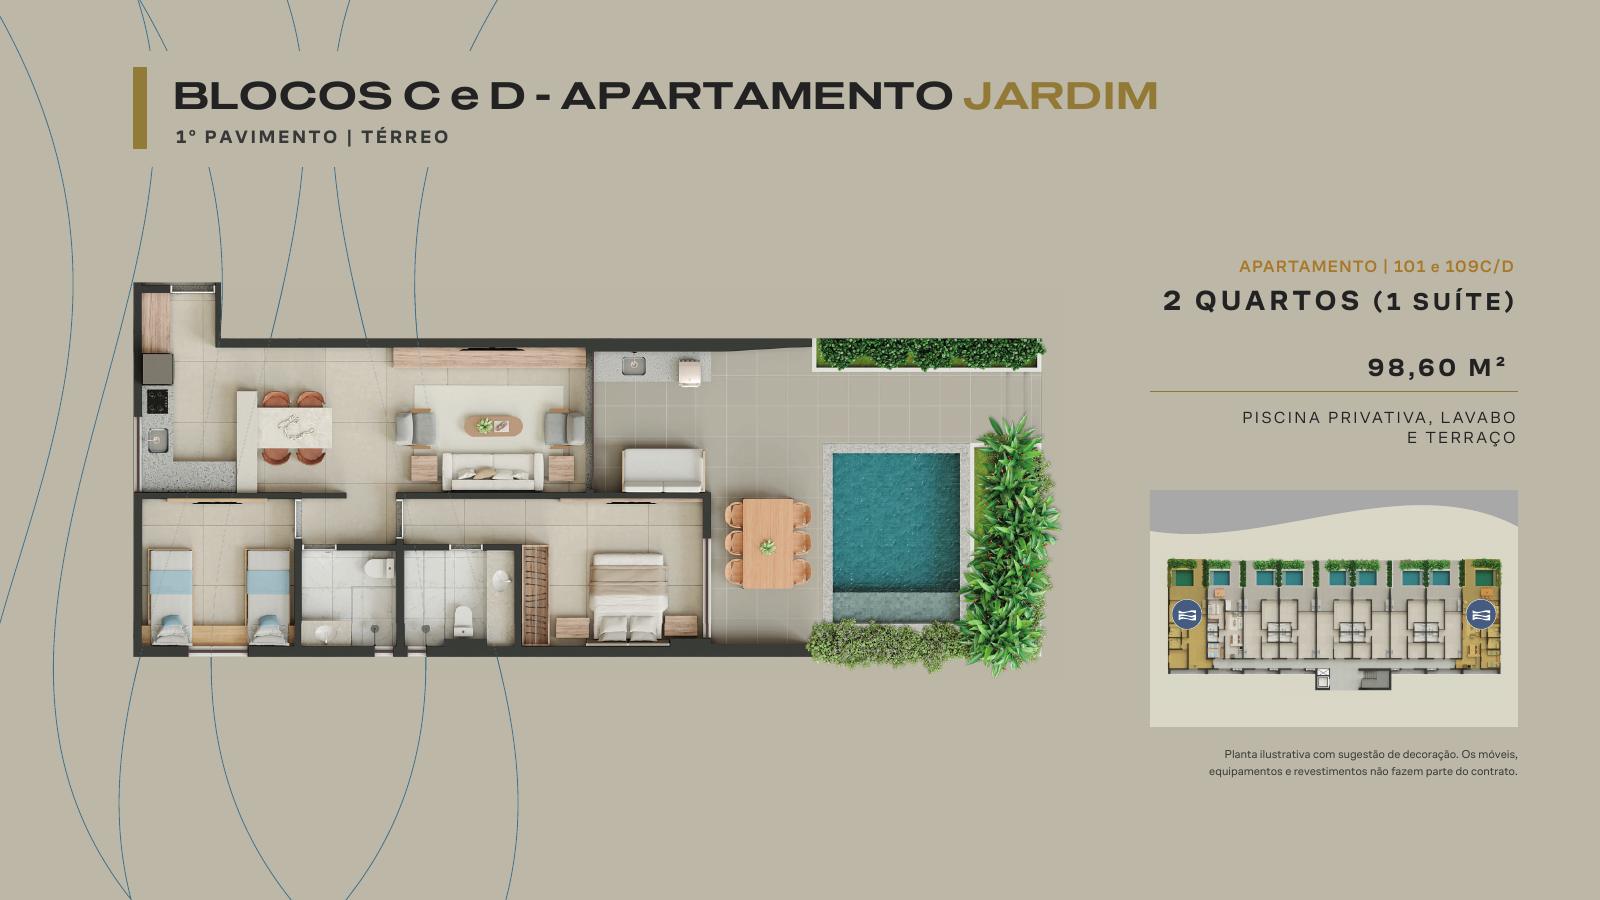 BLOCOS C e D - APARTAMENTO JARDIM
1º PAVIMENTO | TÉRREO
APARTAMENTO | 101 e 109C/D
2 QUARTOS (1 SUÍTE)
98,60 M²
PISCINA PRIVATIVA, LAVABO
E TERRAÇO
Planta ilustrativa com sugestão de decoração. Os móveis,
equipamentos e revestimentos não fazem parte do contrato.